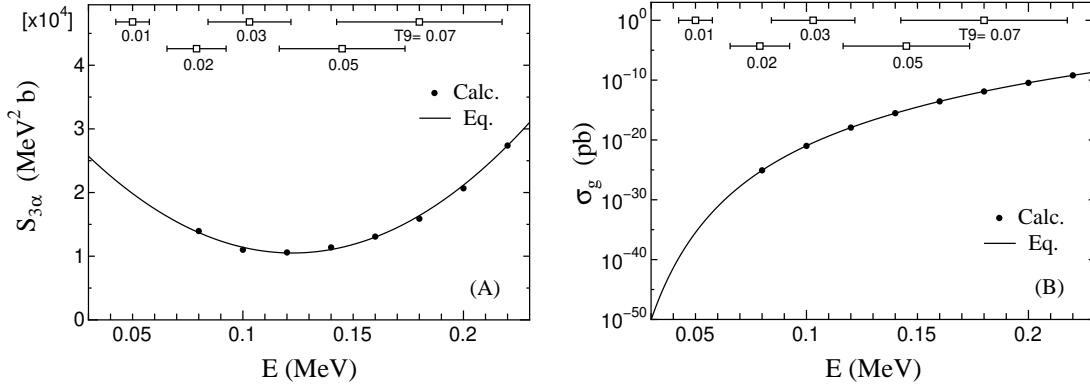 [x10⁴]
0.01
0.03
T9= 0.07
0.02
0.05
Calc.
Eq.
5
4
3
2
1
0
S₃α (MeV² b)
(A)
0.05
0.1
0.15
0.2
E (MeV)
10⁰
10⁻¹⁰
10⁻²⁰
10⁻³⁰
10⁻⁴⁰
10⁻⁵⁰
σg (pb)
0.01
0.03
T9= 0.07
0.02
0.05
Calc.
Eq.
(B)
0.05
0.1
0.15
0.2
E (MeV)